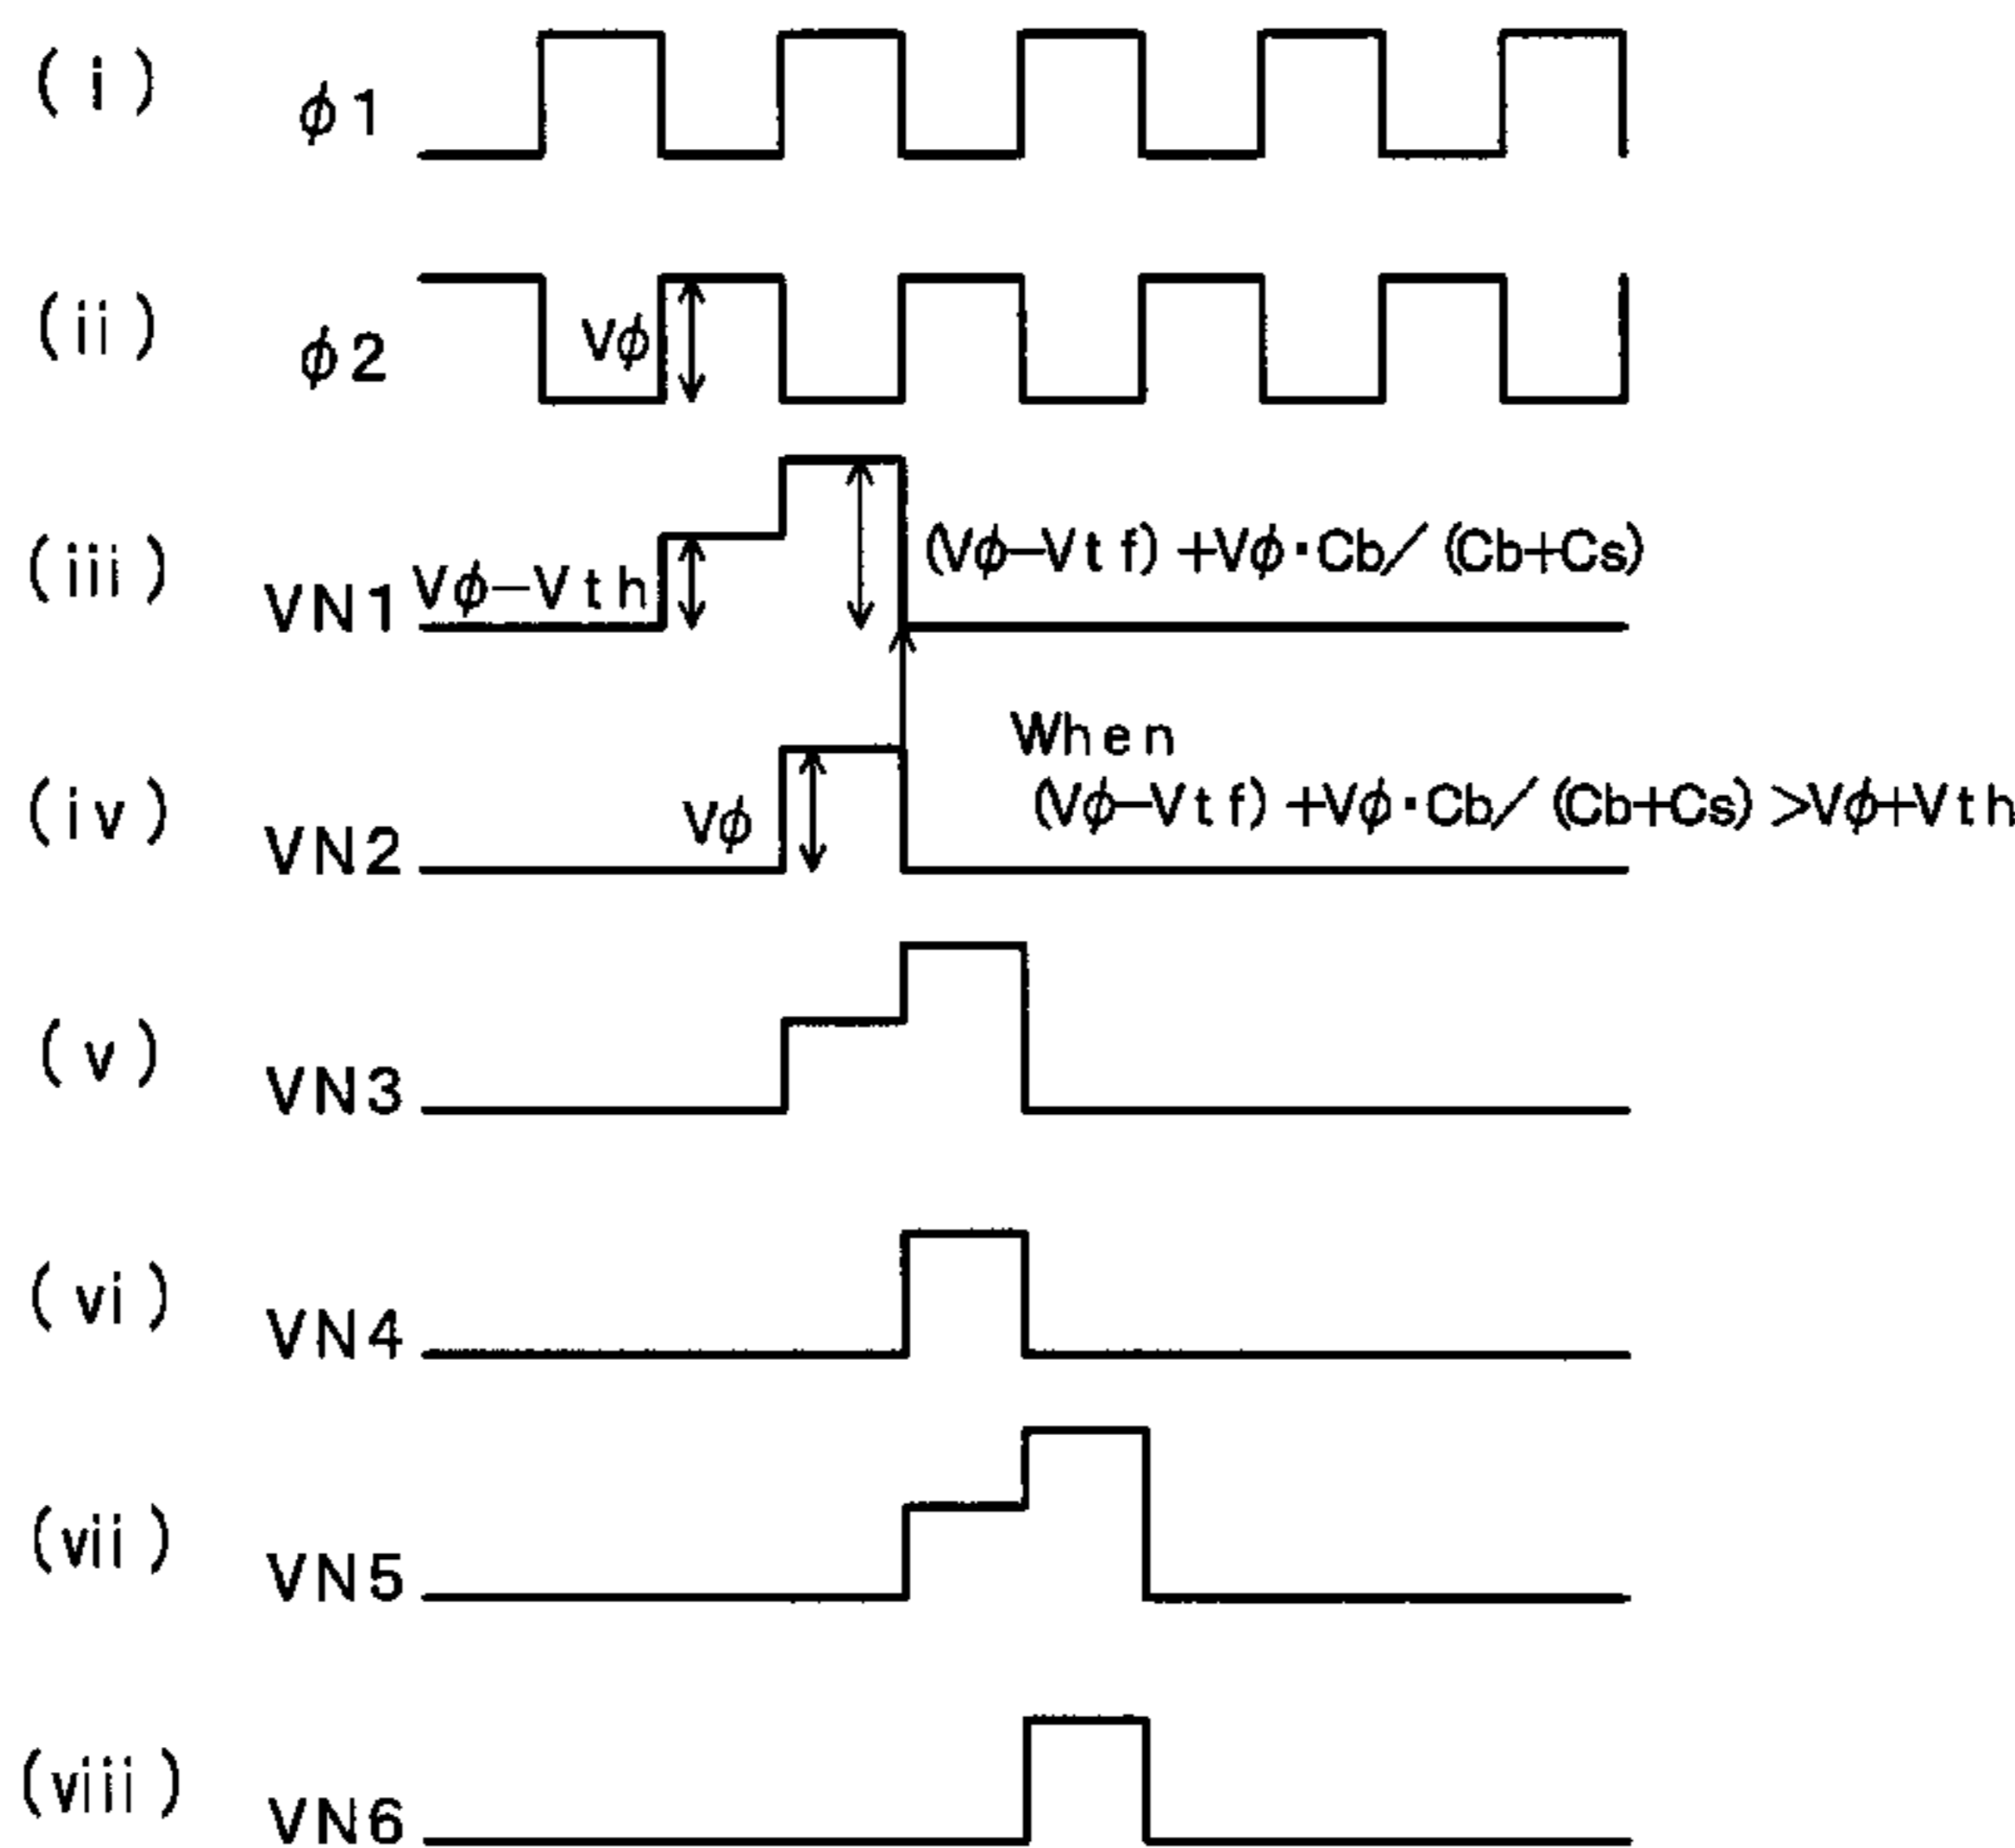 (i) ϕ1
(ii) ϕ2
Vϕ
(iii) VN1
Vϕ−Vth
(Vϕ−Vtf) +Vϕ·Cb/(Cb+Cs)
(iv) VN2
Vϕ
When
(Vϕ−Vtf) +Vϕ·Cb/(Cb+Cs) >Vϕ+Vth
(v) VN3
(vi) VN4
(vii) VN5
(viii) VN6